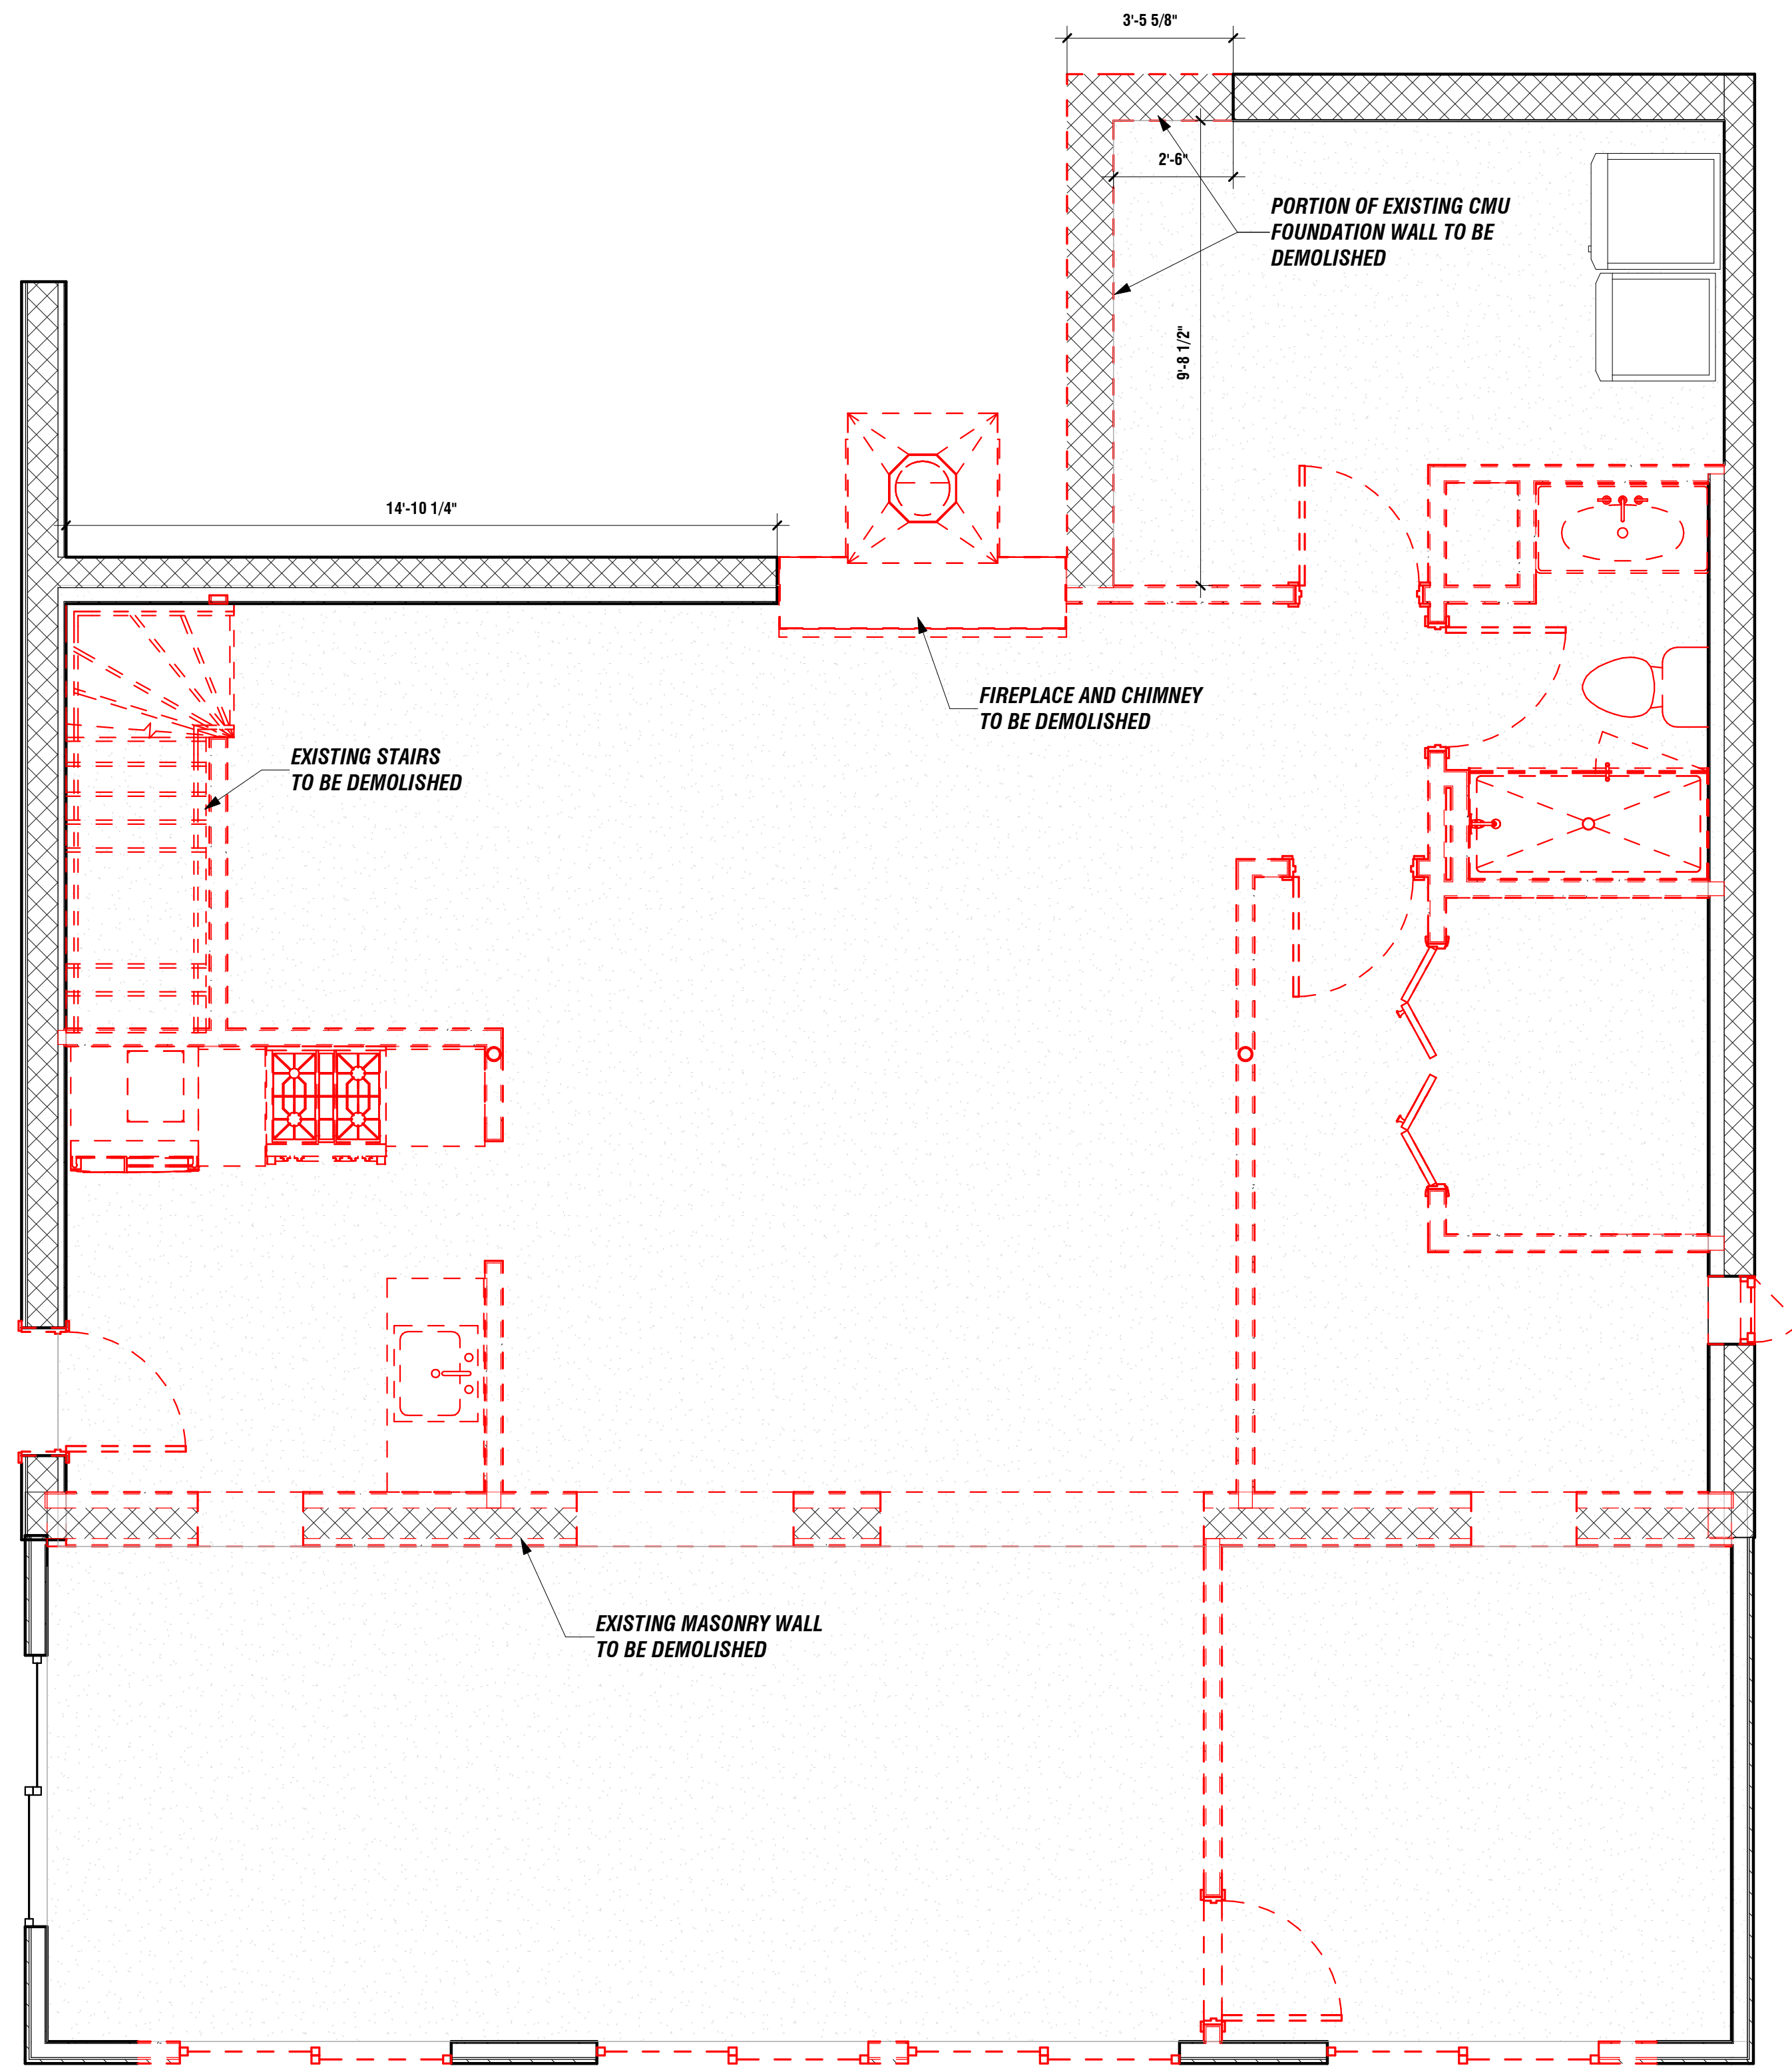 3'-5 5/8"
2'-6"
PORTION OF EXISTING CMU
FOUNDATION WALL TO BE
DEMOLISHED
9'-8 1/2"
14'-10 1/4"
FIREPLACE AND CHIMNEY
TO BE DEMOLISHED
EXISTING STAIRS
TO BE DEMOLISHED
EXISTING MASONRY WALL
TO BE DEMOLISHED